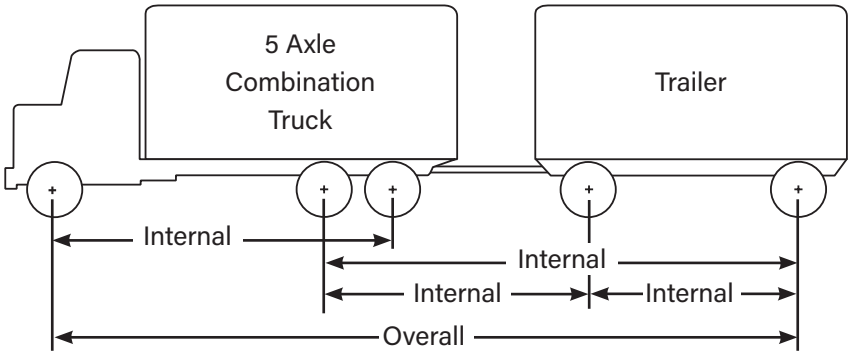 5 Axle
Combination
Truck
Trailer
Internal
Internal
Internal
Internal
Overall